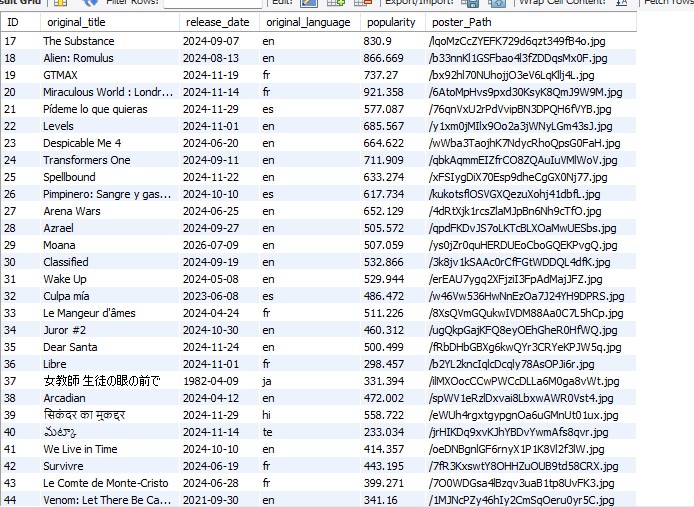 sult Grid Filter Rows: Edit: Export/Import: Wrap Cell Content: Fetch rows
ID original_title release_date original_language popularity poster_Path
17 The Substance 2024-09-07 en 830.9 /lqoMzCcZYEFK729d6qzt349fB4o.jpg
18 Alien: Romulus 2024-08-13 en 866.669 /b33nnKl1GSFbao4l3fZDDqsMx0F.jpg
19 GTMAX 2024-11-19 fr 737.27 /bx92hl70NUhojjO3eV6LqKllj4L.jpg
20 Miraculous World : Londr... 2024-11-14 fr 921.358 /6AtoMpHvs9pxd30KsyK8QmJ9W9M.jpg
21 Pídeme lo que quieras 2024-11-29 es 577.087 /76qnVxU2rPdVvipBN3DPQH6fVYB.jpg
22 Levels 2024-11-01 en 685.567 /y1xm0jMIlx9Oo2a3jWNyLGm43sJ.jpg
23 Despicable Me 4 2024-06-20 en 664.622 /wWba3TaojhK7NdycRhoQpsG0FaH.jpg
24 Transformers One 2024-09-11 en 711.909 /qbkAqmmEIZfrCO8ZQAuIuVMlWoV.jpg
25 Spellbound 2024-11-22 en 633.274 /xFSIygDiX70Esp9dheCgGX0Nj77.jpg
26 Pimpinero: Sangre y gas... 2024-10-10 es 617.734 /kukotsflOSVGXQezuXohj41dbfL.jpg
27 Arena Wars 2024-06-25 en 652.129 /4dRtXjk1rcsZlaMJpBn6Nh9cTfO.jpg
28 Azrael 2024-09-27 en 505.572 /qpdFKDvJS7oLKTcBLXOaMwUESbs.jpg
29 Moana 2026-07-09 en 507.059 /ys0jZr0quHERDUEoCboGQEKPvgQ.jpg
30 Classified 2024-09-19 en 532.866 /3k8jv1kSAAc0rCfFGtWDDQL4dfK.jpg
31 Wake Up 2024-05-08 en 529.944 /erEAU7ygq2XFjziI3FpAdMajJFZ.jpg
32 Culpa mía 2023-06-08 es 486.472 /w46Vw536HwNnEzOa7J24YH9DPRS.jpg
33 Le Mangeur d'âmes 2024-04-24 fr 511.226 /8XsQVmGQukwIVDM88Aa0C7L5hCp.jpg
34 Juror #2 2024-10-30 en 460.312 /ugQkpGajKFQ8eyOEhGheR0HfWQ.jpg
35 Dear Santa 2024-11-24 en 500.499 /fRbDHbGBXg6kwQYr3CRYeKPJW5q.jpg
36 Libre 2024-11-01 fr 298.457 /b2YL2kncIqlcDcqly78AsOPJi6r.jpg
37 女教師 生徒の眼の前で 1982-04-09 ja 331.394 /ilMXOocCCwPWCcDLLa6M0ga8vWt.jpg
38 Arcadian 2024-04-12 en 472.002 /spWV1eRzlDxvai8LbxwAWR0Vst4.jpg
39 सिकंदर का मुकद्दर 2024-11-29 hi 558.722 /eWUh4rgxtgypgnOa6uGMnUt01ux.jpg
40 మట్కా 2024-11-14 te 233.034 /jrHIKDq9xvKJhYBDvYwmAfs8qvr.jpg
41 We Live in Time 2024-10-10 en 414.357 /oeDNBgnlGF6rnyX1P1K8Vl2f3lW.jpg
42 Survivre 2024-06-19 fr 443.195 /7fR3KxswtY8OHHZuOUB9td58CRX.jpg
43 Le Comte de Monte-Cristo 2024-06-28 fr 399.271 /7O0WDGsa4lBzqv3uaB1tp8UvFK3.jpg
44 Venom: Let There Be Ca... 2021-09-30 en 341.16 /1MJNcPZy46hIy2CmSqOeru0yr5C.jpg